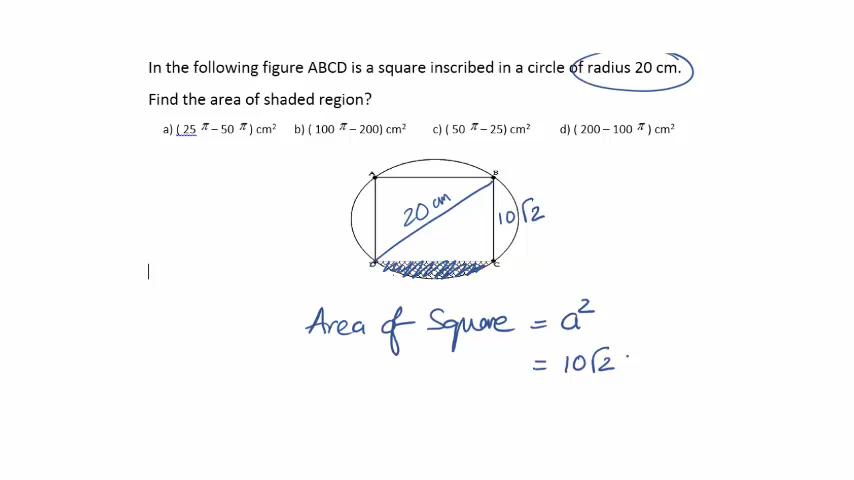 In the following figure ABCD is a square inscribed in a circle of radius 20 cm.
Find the area of shaded region?
a) ( 25 π – 50 π ) cm² b) ( 100 π – 200) cm² c) ( 50 π – 25) cm² d) ( 200 – 100 π ) cm²
A B
20 cm
10√2
D C
Area of Square = a²
= 10√2